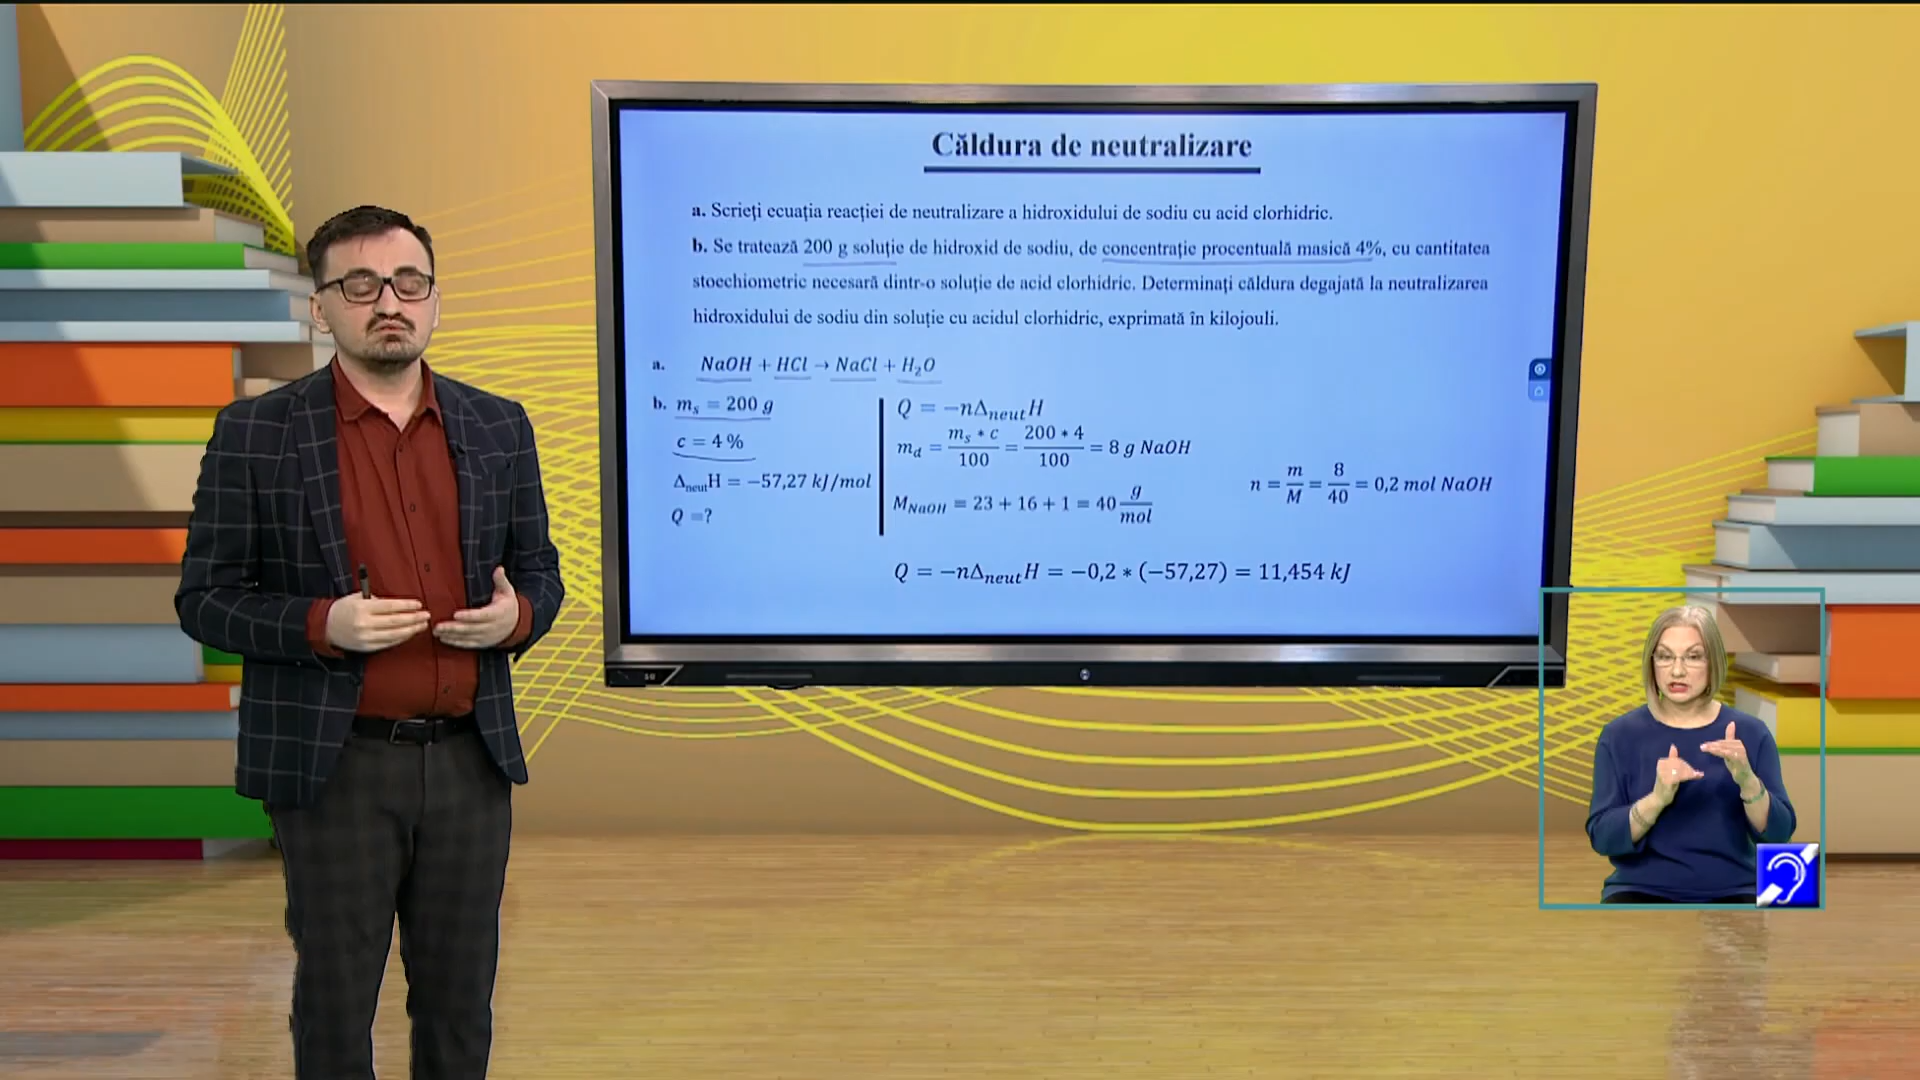 Căldura de neutralizare
a. Scrieți ecuația reacției de neutralizare a hidroxidului de sodiu cu acid clorhidric.
b. Se tratează 200 g soluție de hidroxid de sodiu, de concentrație procentuală masică 4%, cu cantitatea
stoechiometric necesară dintr-o soluție de acid clorhidric. Determinați căldura degajată la neutralizarea
hidroxidului de sodiu din soluție cu acidul clorhidric, exprimată în kilojouli.
a. NaOH + HCl → NaCl + H₂O
b. mₛ = 200 g
c = 4 %
ΔneutH = −57,27 kJ/mol
Q =?
Q = −nΔneutH
m_d = mₛ * c / 100 = 200 * 4 / 100 = 8 g NaOH
M_NaOH = 23 + 16 + 1 = 40 g/mol
n = m/M = 8/40 = 0,2 mol NaOH
Q = −nΔneutH = −0,2 * (−57,27) = 11,454 kJ